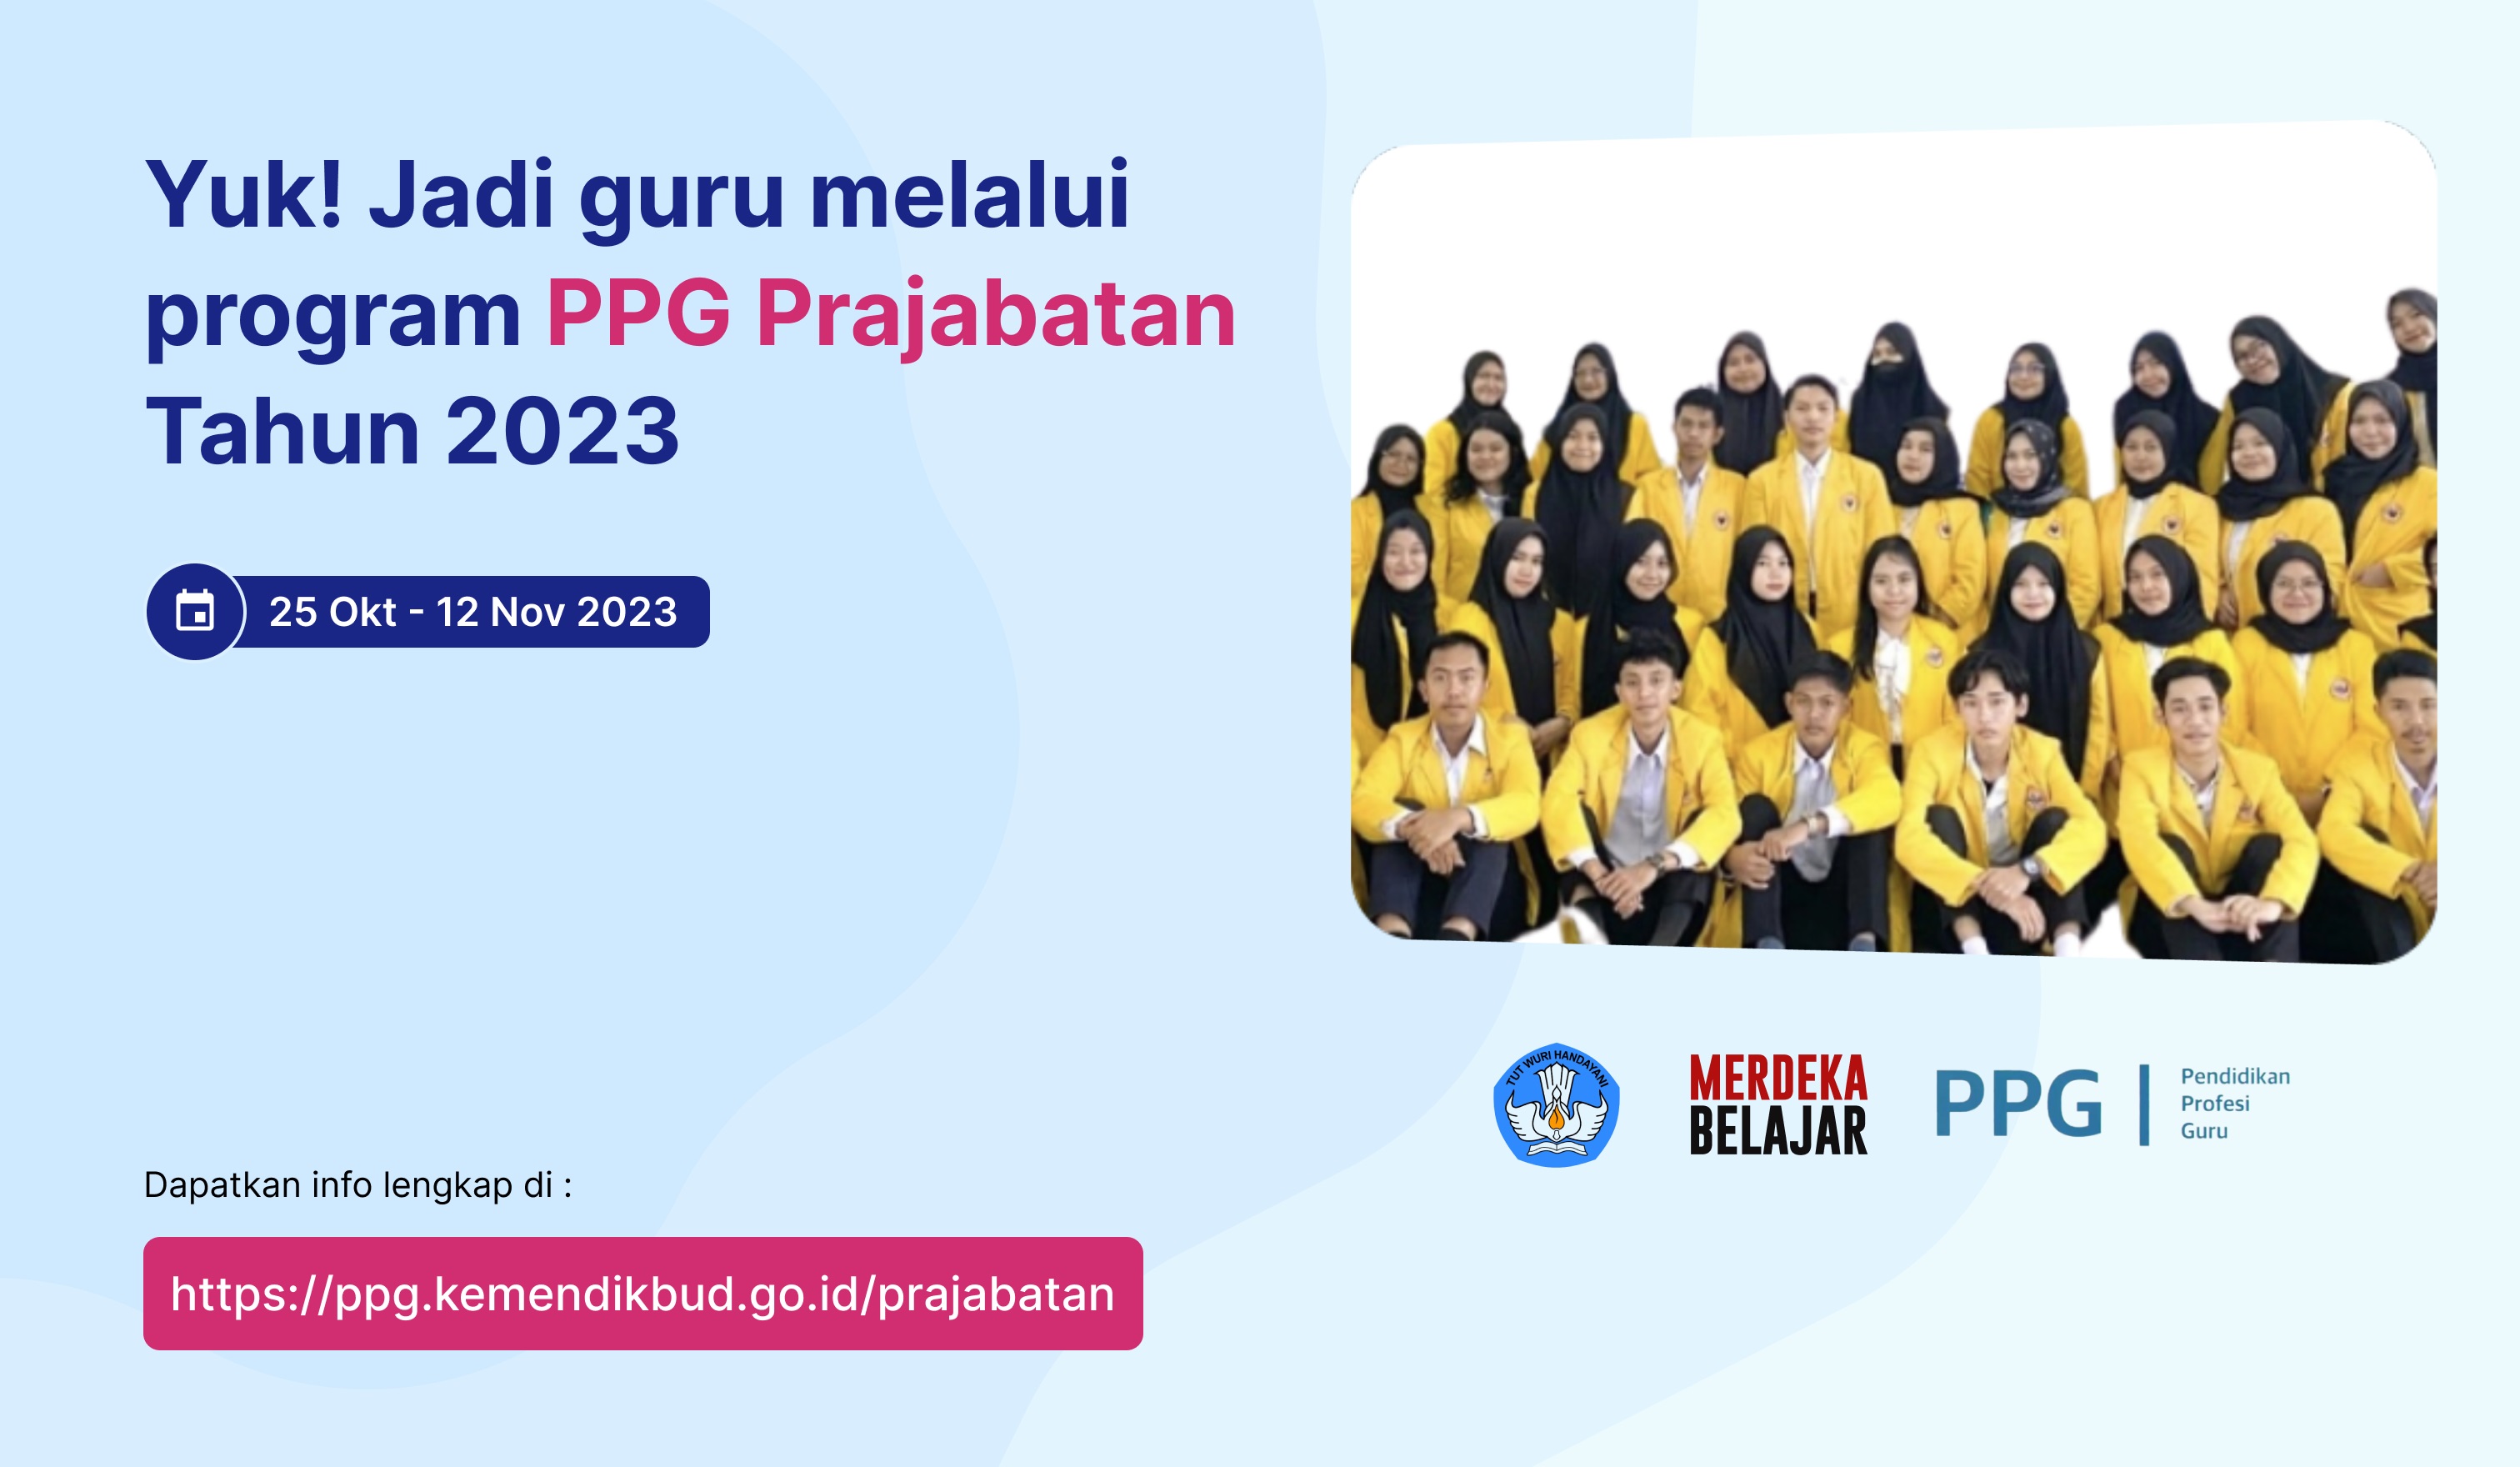 Yuk! Jadi guru melalui
program PPG Prajabatan
Tahun 2023
25 Okt - 12 Nov 2023
Dapatkan info lengkap di :
https://ppg.kemendikbud.go.id/prajabatan
TUT WURI HANDAYANI
MERDEKA
BELAJAR
PPG
Pendidikan
Profesi
Guru